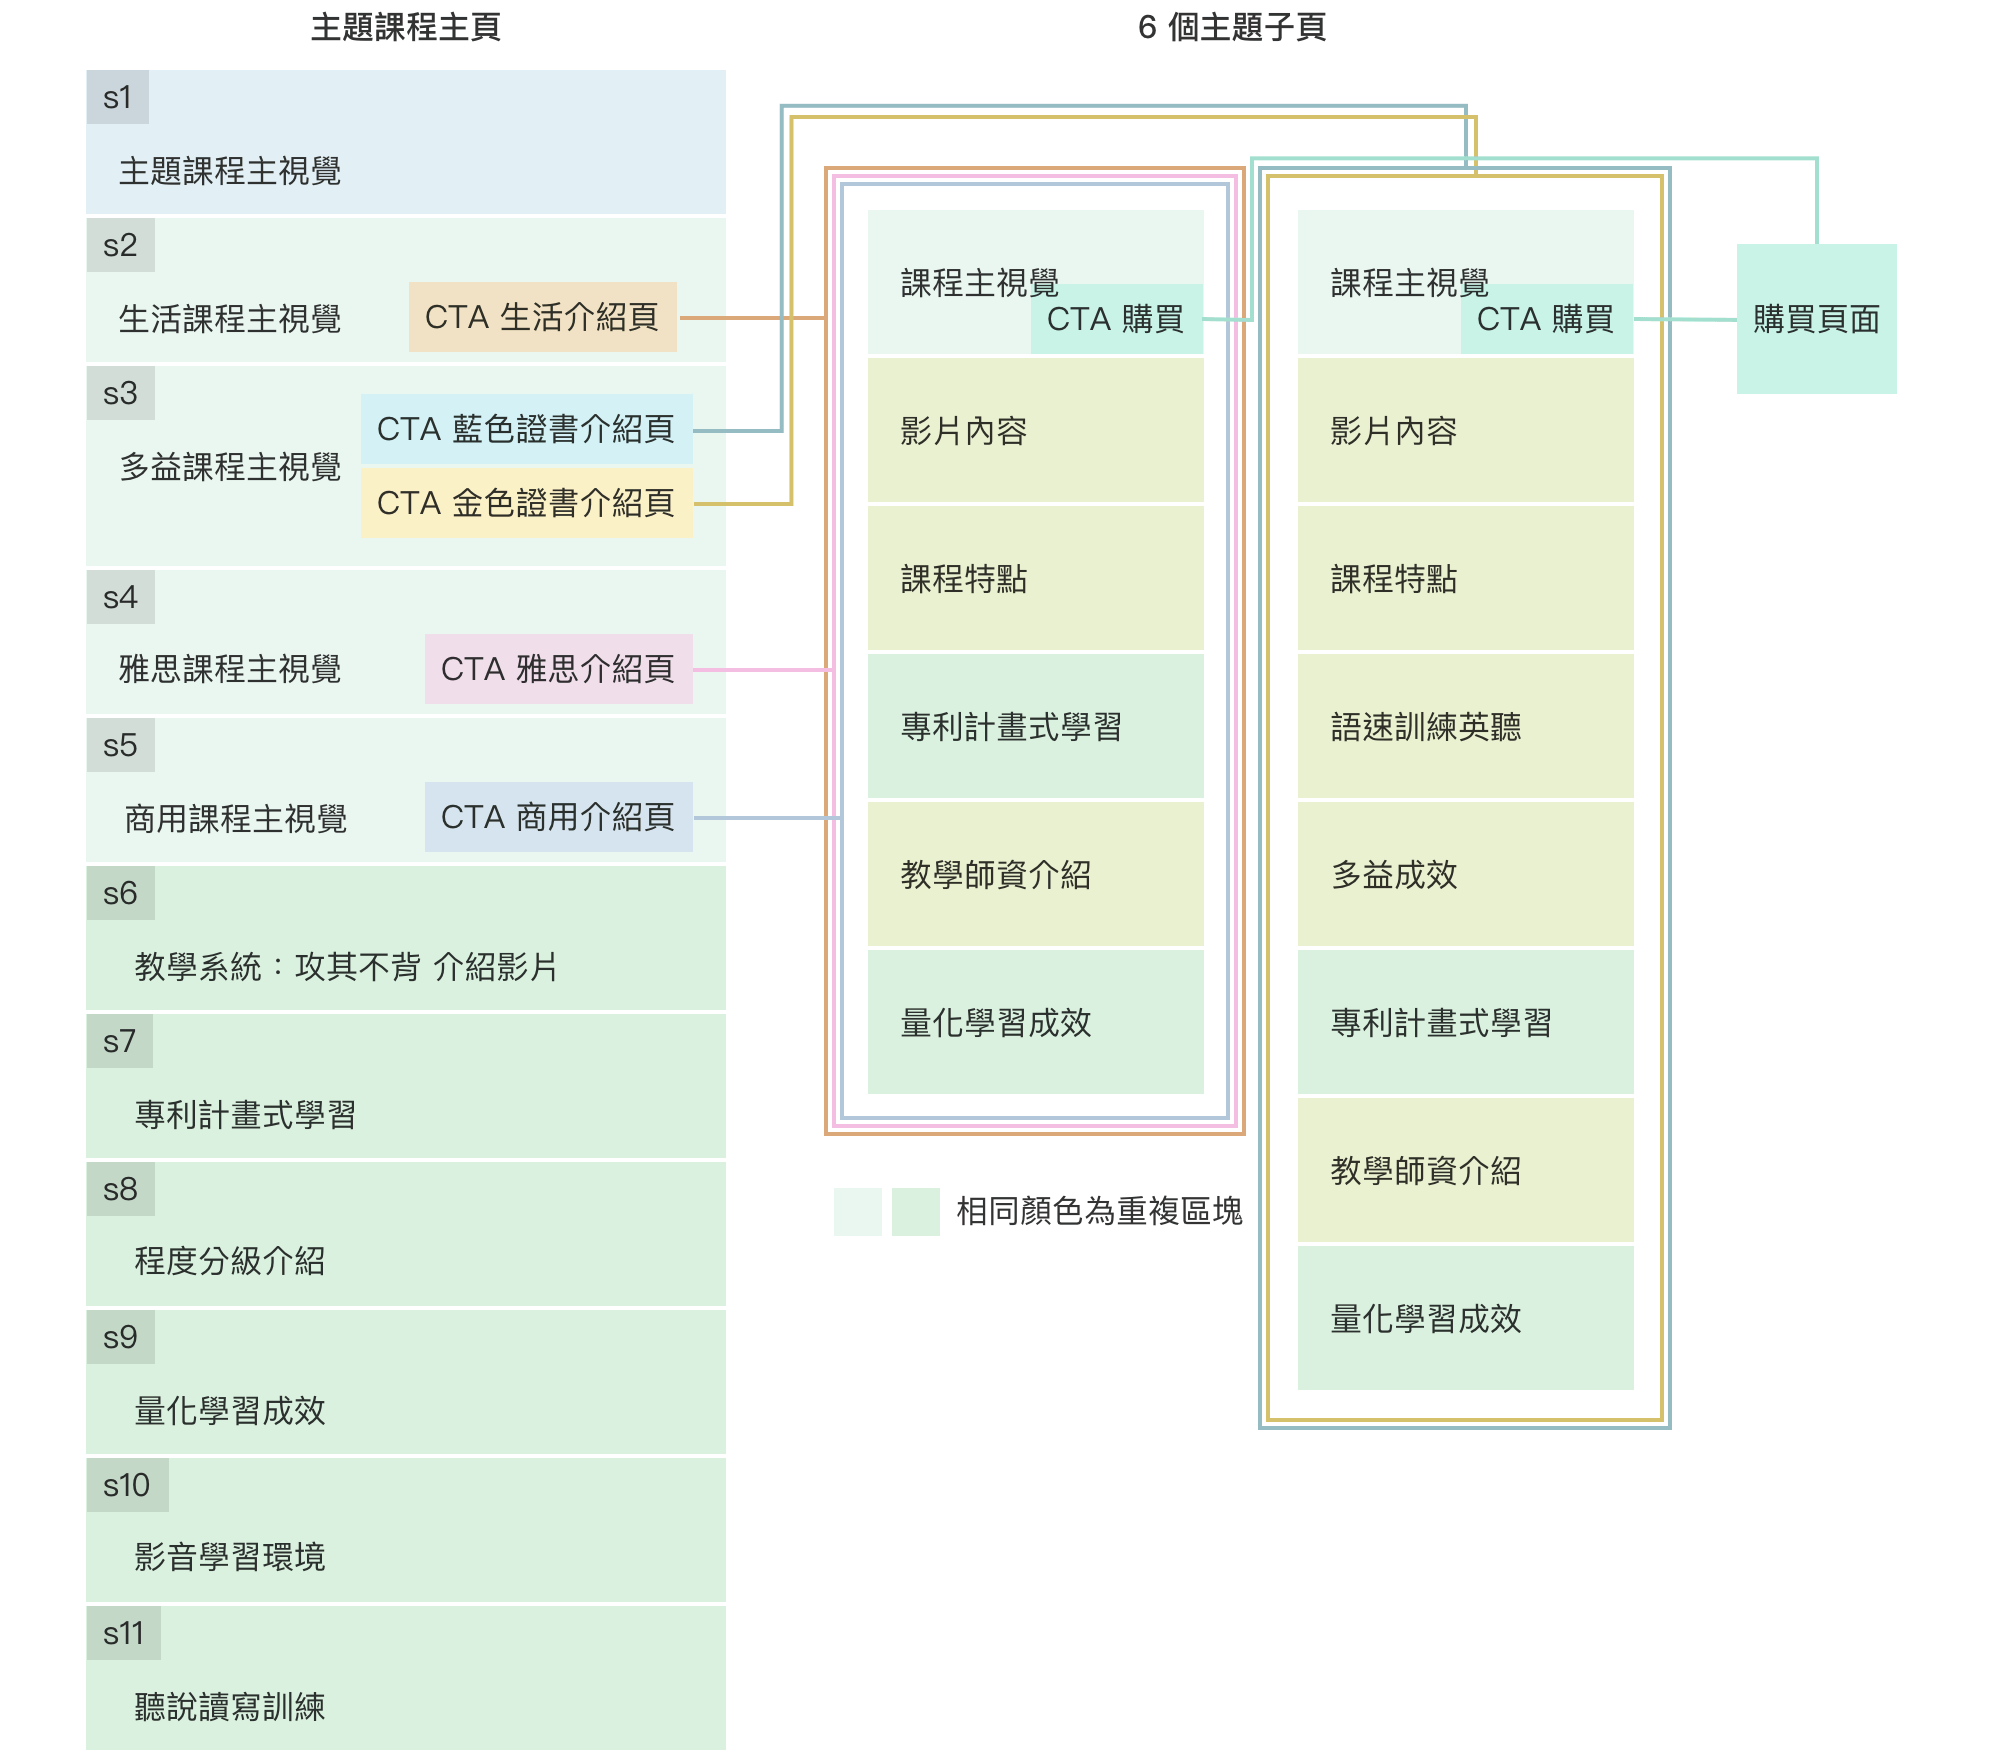 主題課程主頁
6 個主題子頁
s1
主題課程主視覺
s2
生活課程主視覺
CTA 生活介紹頁
s3
多益課程主視覺
CTA 藍色證書介紹頁
CTA 金色證書介紹頁
s4
雅思課程主視覺
CTA 雅思介紹頁
s5
商用課程主視覺
CTA 商用介紹頁
s6
教學系統：攻其不背 介紹影片
s7
專利計畫式學習
s8
程度分級介紹
s9
量化學習成效
s10
影音學習環境
s11
聽說讀寫訓練
課程主視覺
CTA 購買
影片內容
課程特點
專利計畫式學習
教學師資介紹
量化學習成效
相同顏色為重複區塊
課程主視覺
CTA 購買
影片內容
課程特點
語速訓練英聽
多益成效
專利計畫式學習
教學師資介紹
量化學習成效
購買頁面